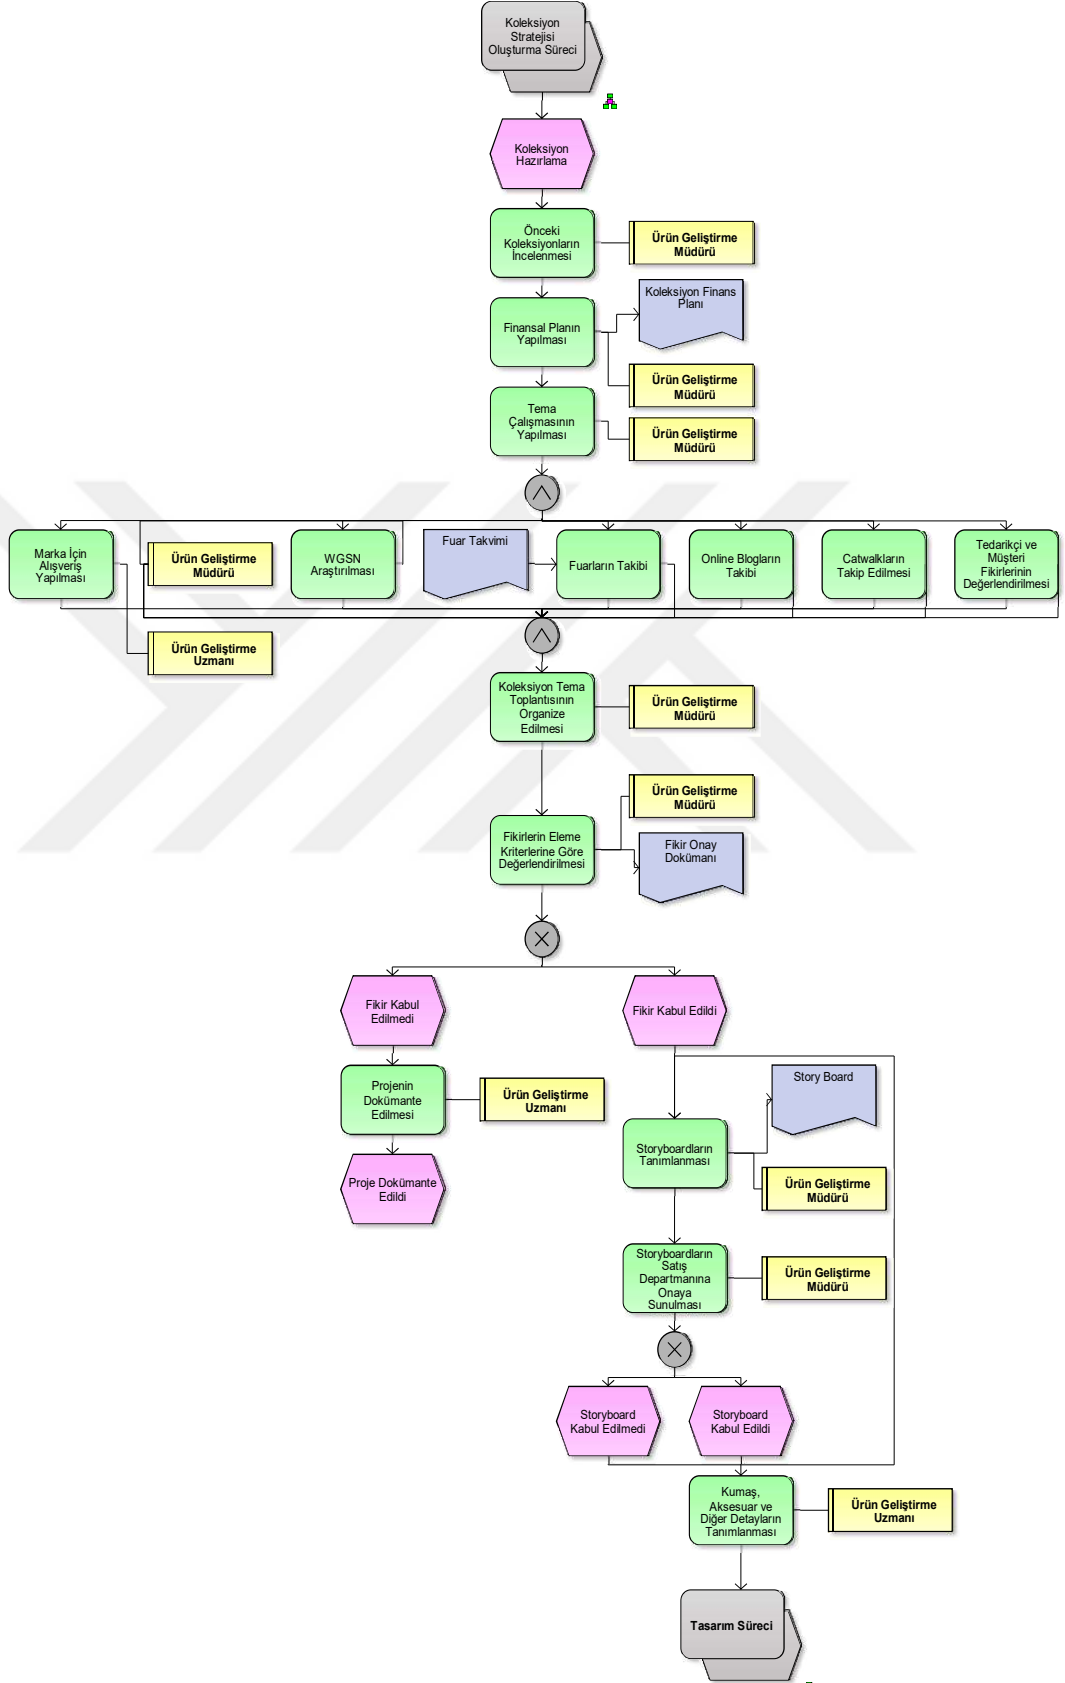 Koleksiyon
Stratejisi
Oluşturma Süreci
Koleksiyon
Hazırlama
Önceki
Koleksiyonların
İncelenmesi
Ürün Geliştirme
Müdürü
Koleksiyon Finans
Planı
Finansal Planın
Yapılması
Ürün Geliştirme
Müdürü
Tema
Çalışmasının
Yapılması
Ürün Geliştirme
Müdürü
Marka İçin
Alışveriş
Yapılması
Ürün Geliştirme
Müdürü
WGSN
Araştırılması
Fuar Takvimi
Fuarların Takibi
Online Blogların
Takibi
Catwalkların
Takip Edilmesi
Tedarikçi ve
Müşteri
Fikirlerinin
Değerlendirilmesi
Ürün Geliştirme
Uzmanı
Koleksiyon Tema
Toplantısının
Organize
Edilmesi
Ürün Geliştirme
Müdürü
Ürün Geliştirme
Müdürü
Fikirlerin Eleme
Kriterlerine Göre
Değerlendirilmesi
Fikir Onay
Dokümanı
Fikir Kabul
Edilmedi
Fikir Kabul Edildi
Projenin
Dokümante
Edilmesi
Ürün Geliştirme
Uzmanı
Story Board
Storyboardların
Tanımlanması
Proje Dokümante
Edildi
Ürün Geliştirme
Müdürü
Storyboardların
Satış
Departmanına
Onaya
Sunulması
Ürün Geliştirme
Müdürü
Storyboard
Kabul Edilmedi
Storyboard
Kabul Edildi
Kumaş,
Aksesuar ve
Diğer Detayların
Tanımlanması
Ürün Geliştirme
Uzmanı
Tasarım Süreci